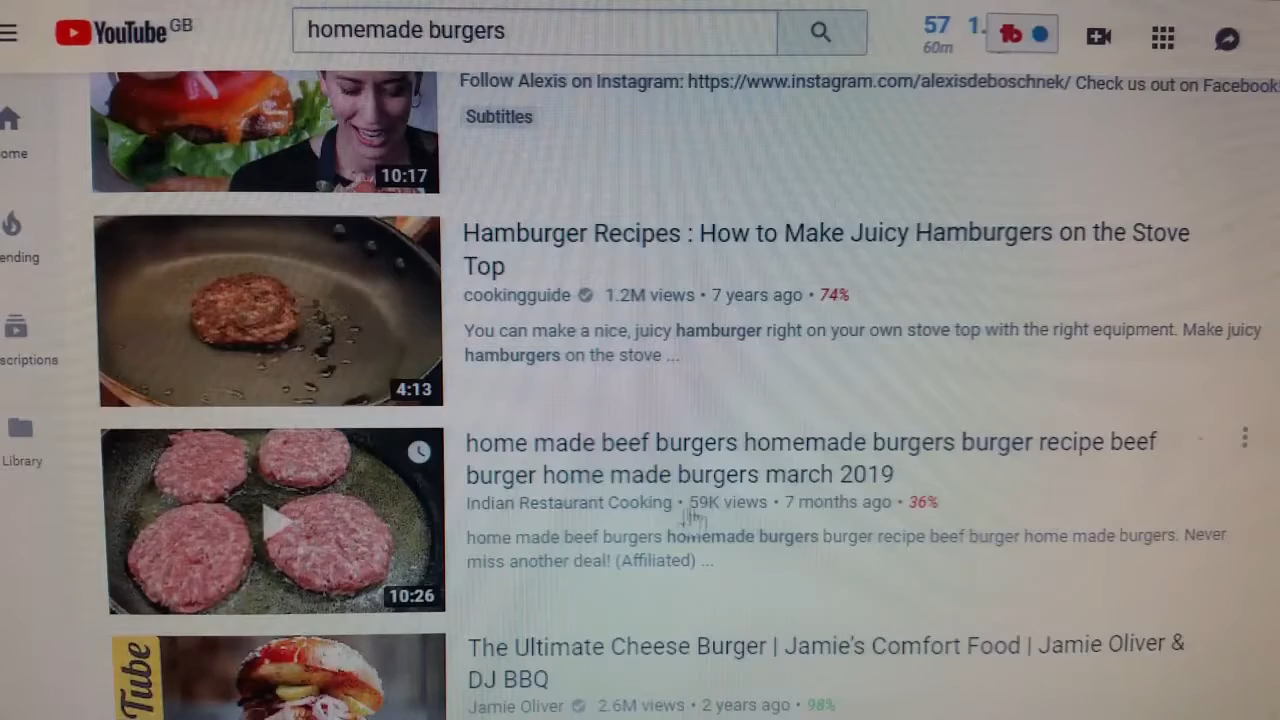 YouTube GB
homemade burgers
57
60m
1.
Follow Alexis on Instagram: https://www.instagram.com/alexisdeboschnek/ Check us out on Facebook
Subtitles
10:17
ome
ending
scriptions
Library
Hamburger Recipes : How to Make Juicy Hamburgers on the Stove
Top
cookingguide 1.2M views • 7 years ago • 74%
You can make a nice, juicy hamburger right on your own stove top with the right equipment. Make juicy
hamburgers on the stove ...
4:13
home made beef burgers homemade burgers burger recipe beef
burger home made burgers march 2019
Indian Restaurant Cooking • 59K views • 7 months ago • 36%
home made beef burgers homemade burgers burger recipe beef burger home made burgers. Never
miss another deal! (Affiliated) ...
10:26
Tube
The Ultimate Cheese Burger | Jamie's Comfort Food | Jamie Oliver &
DJ BBQ
Jamie Oliver 2.6M views • 2 years ago • 98%